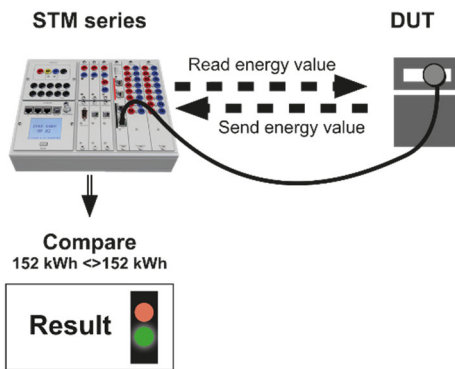 STM series
DUT
Read energy value
Send energy value
Compare
152 kWh <>152 kWh
Result